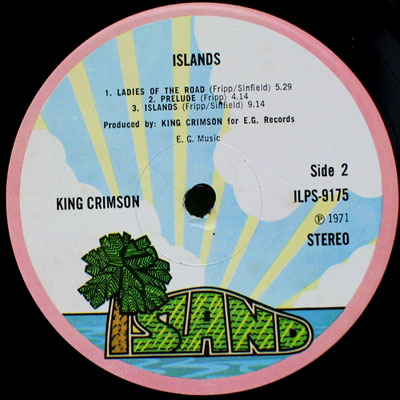 ISLANDS
1. LADIES OF THE ROAD (Fripp/Sinfield) 5.29
2. PRELUDE (Fripp) 4.14
3. ISLANDS (Fripp/Sinfield) 9.14
Produced by: KING CRIMSON for E.G. Records
E. G. Music
Side 2
KING CRIMSON
ILPS-9175
Ⓟ 1971
STEREO
ISLAND